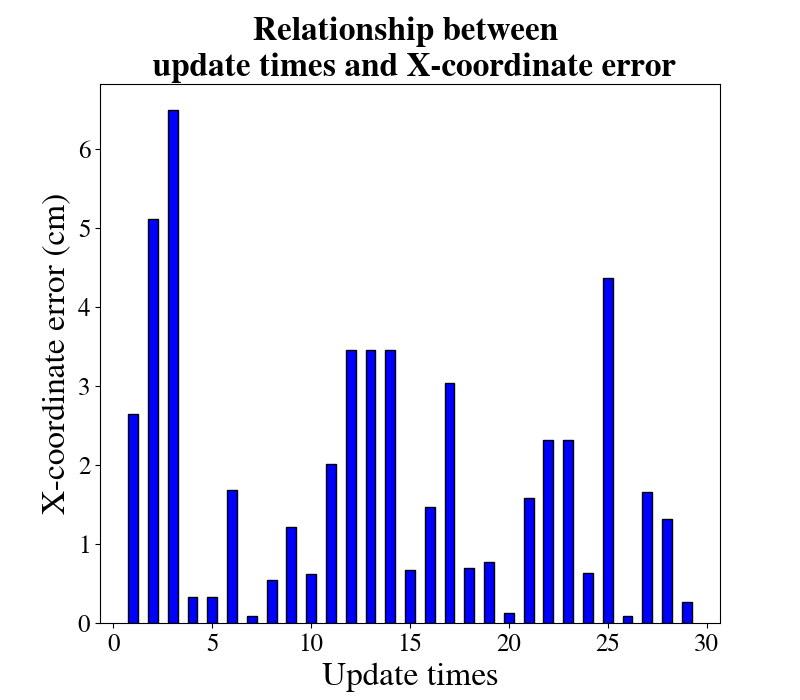 Relationship between
update times and X-coordinate error
X-coordinate error (cm)
6
5
4
3
2
1
0
0 5 10 15 20 25 30
Update times